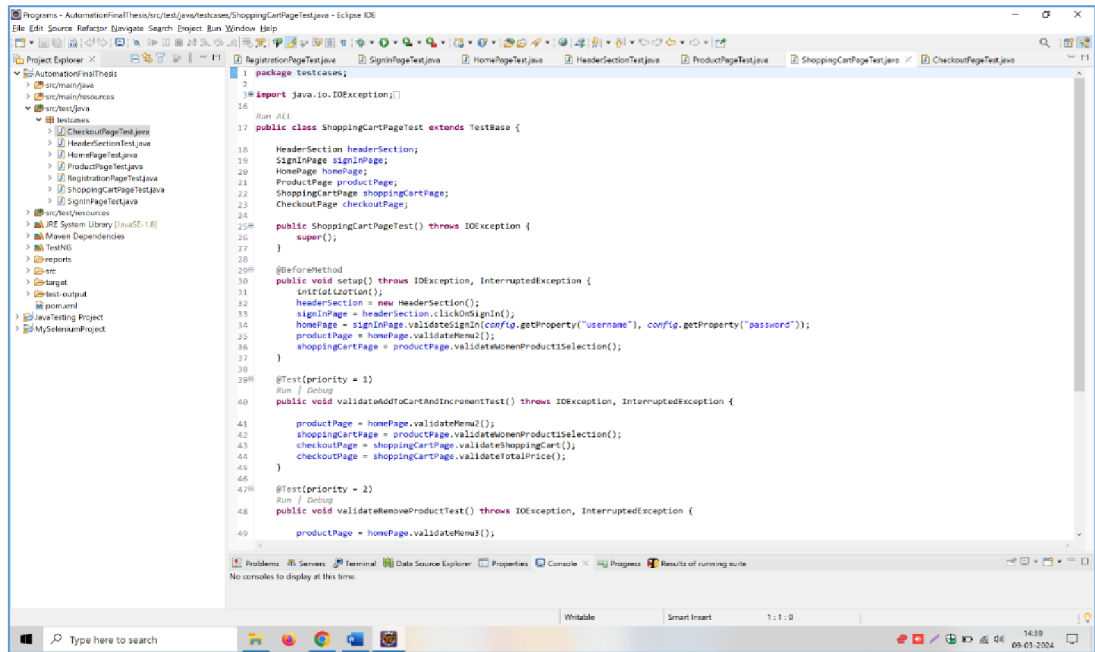 Programs - AutomationFinalThesis/src/test/java/testcases/ShoppingCartPageTest.java - Eclipse IDE
File Edit Source Refactor Navigate Search Project Run Window Help
Project Explorer
RegistrationPageTest.java SigninPageTest.java HomePageTest.java HeaderSectionTest.java ProductPageTest.java ShoppingCartPageTest.java CheckoutPageTest.java
AutomationFinalThesis
src/main/java
src/main/resources
src/test/java
testcases
CheckoutPageTest.java
HeaderSectionTest.java
HomePageTest.java
ProductPageTest.java
RegistrationPageTest.java
ShoppingCartPageTest.java
SignInPageTest.java
src/test/resources
JRE System Library [JavaSE-1.8]
Maven Dependencies
TestNG
reports
src
target
test-output
pom.xml
JavaTesting Project
MySeleniumProject
1 package testcases;
2
3 import java.io.IOException;
16
Run All
17 public class ShoppingCartPageTest extends TestBase {
18 HeaderSection headerSection;
19 SignInPage signInPage;
20 HomePage homePage;
21 ProductPage productPage;
22 ShoppingCartPage shoppingCartPage;
23 CheckoutPage checkoutPage;
24
25 public ShoppingCartPageTest() throws IOException {
26 super();
27 }
28
29 @BeforeMethod
30 public void setup() throws IOException, InterruptedException {
31 initialization();
32 headerSection = new HeaderSection();
33 signInPage = headerSection.clickOnSignIn();
34 homePage = signInPage.validateSignIn(config.getProperty("username"), config.getProperty("password"));
35 productPage = homePage.validateMenu2();
36 shoppingCartPage = productPage.validateWomenProduct1Selection();
37 }
38
39 @Test(priority = 1)
Run | Debug
40 public void validateAddToCartAndIncrementTest() throws IOException, InterruptedException {
41 productPage = homePage.validateMenu2();
42 shoppingCartPage = productPage.validateWomenProduct1Selection();
43 checkoutPage = shoppingCartPage.validateShoppingCart();
44 checkoutPage = shoppingCartPage.validateTotalPrice();
45 }
46
47 @Test(priority = 2)
Run | Debug
48 public void validateRemoveProductTest() throws IOException, InterruptedException {
49 productPage = homePage.validateMenu3();
Problems Servers Terminal Data Source Explorer Properties Console Progress Results of running suite
No consoles to display at this time.
Writable Smart Insert 1 : 1 : 0
Type here to search
14:39
09-03-2024